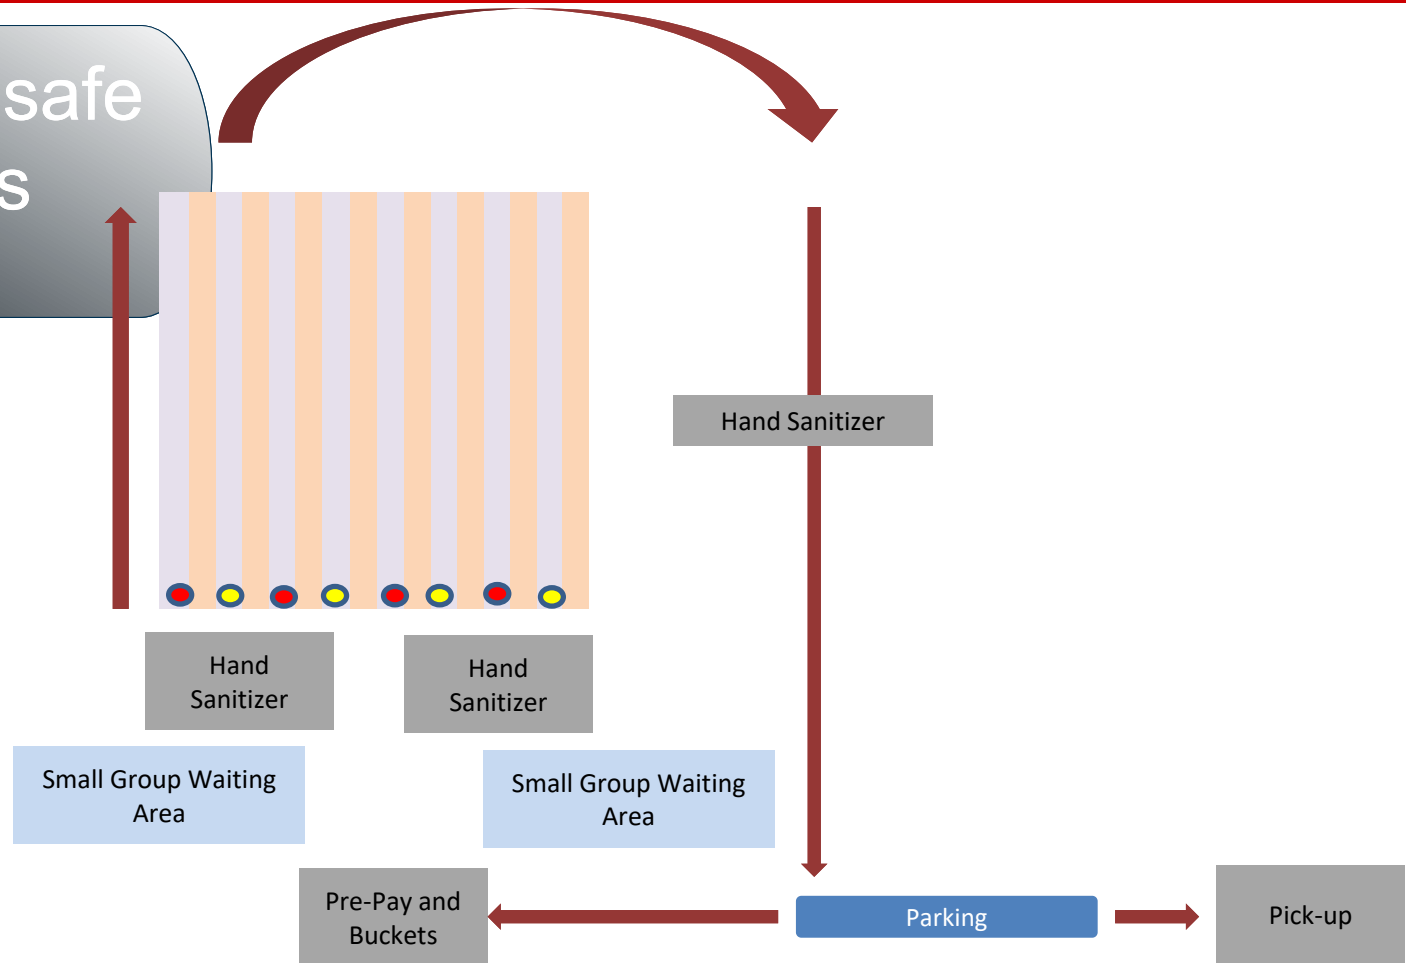 safe
s
Hand Sanitizer
Hand
Sanitizer
Hand
Sanitizer
Small Group Waiting
Area
Small Group Waiting
Area
Pre-Pay and
Buckets
Parking
Pick-up